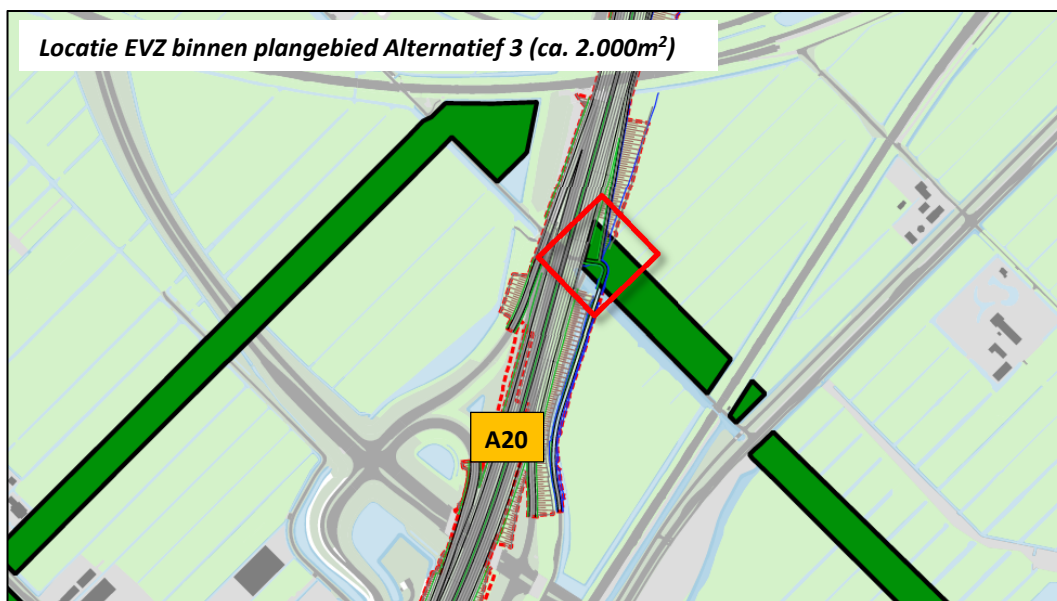 Locatie EVZ binnen plangebied Alternatief 3 (ca. 2.000m²)
A20